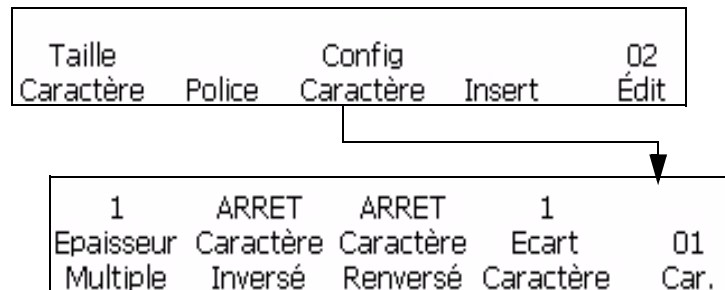 Taille Config 02
Caractère Police Caractère Insert Édit
1 ARRET ARRET 1
Epaisseur Caractère Caractère Ecart 01
Multiple Inversé Renversé Caractère Car.